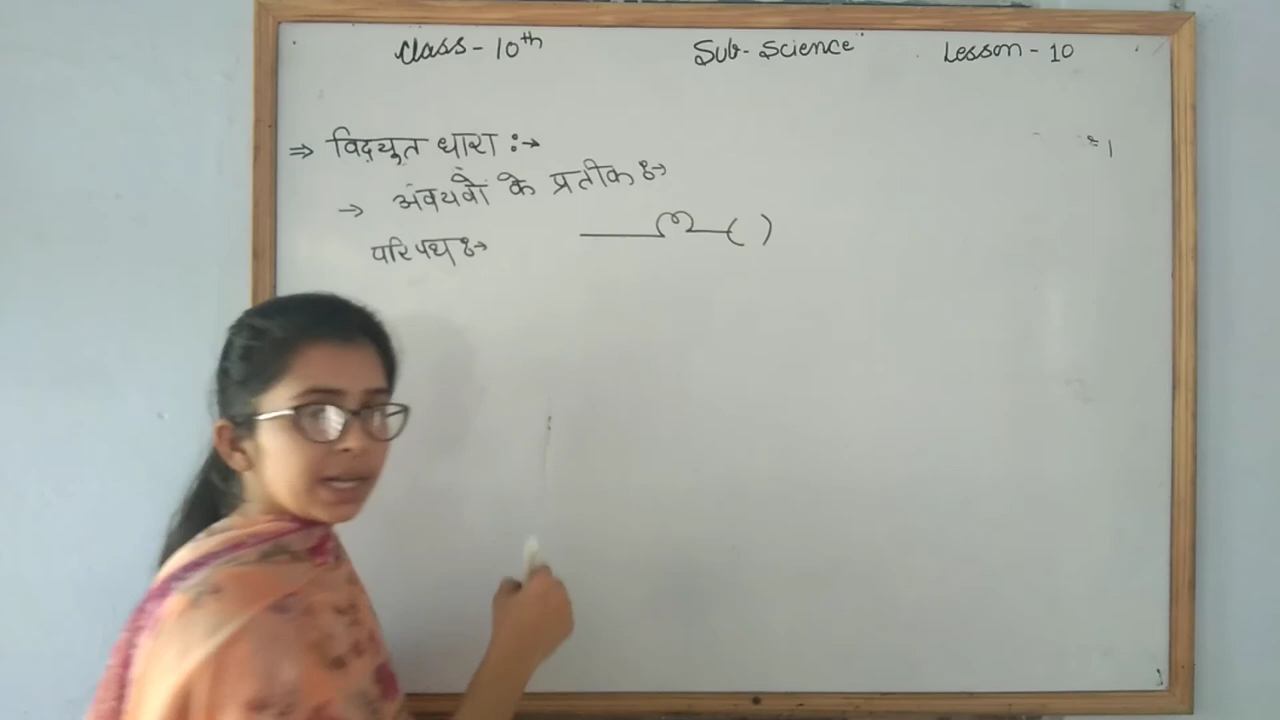 Class - 10th Sub - Science Lesson - 10
⇒ विद्युत धारा :→
→ अवयवों के प्रतीक :→
परिपथ :→